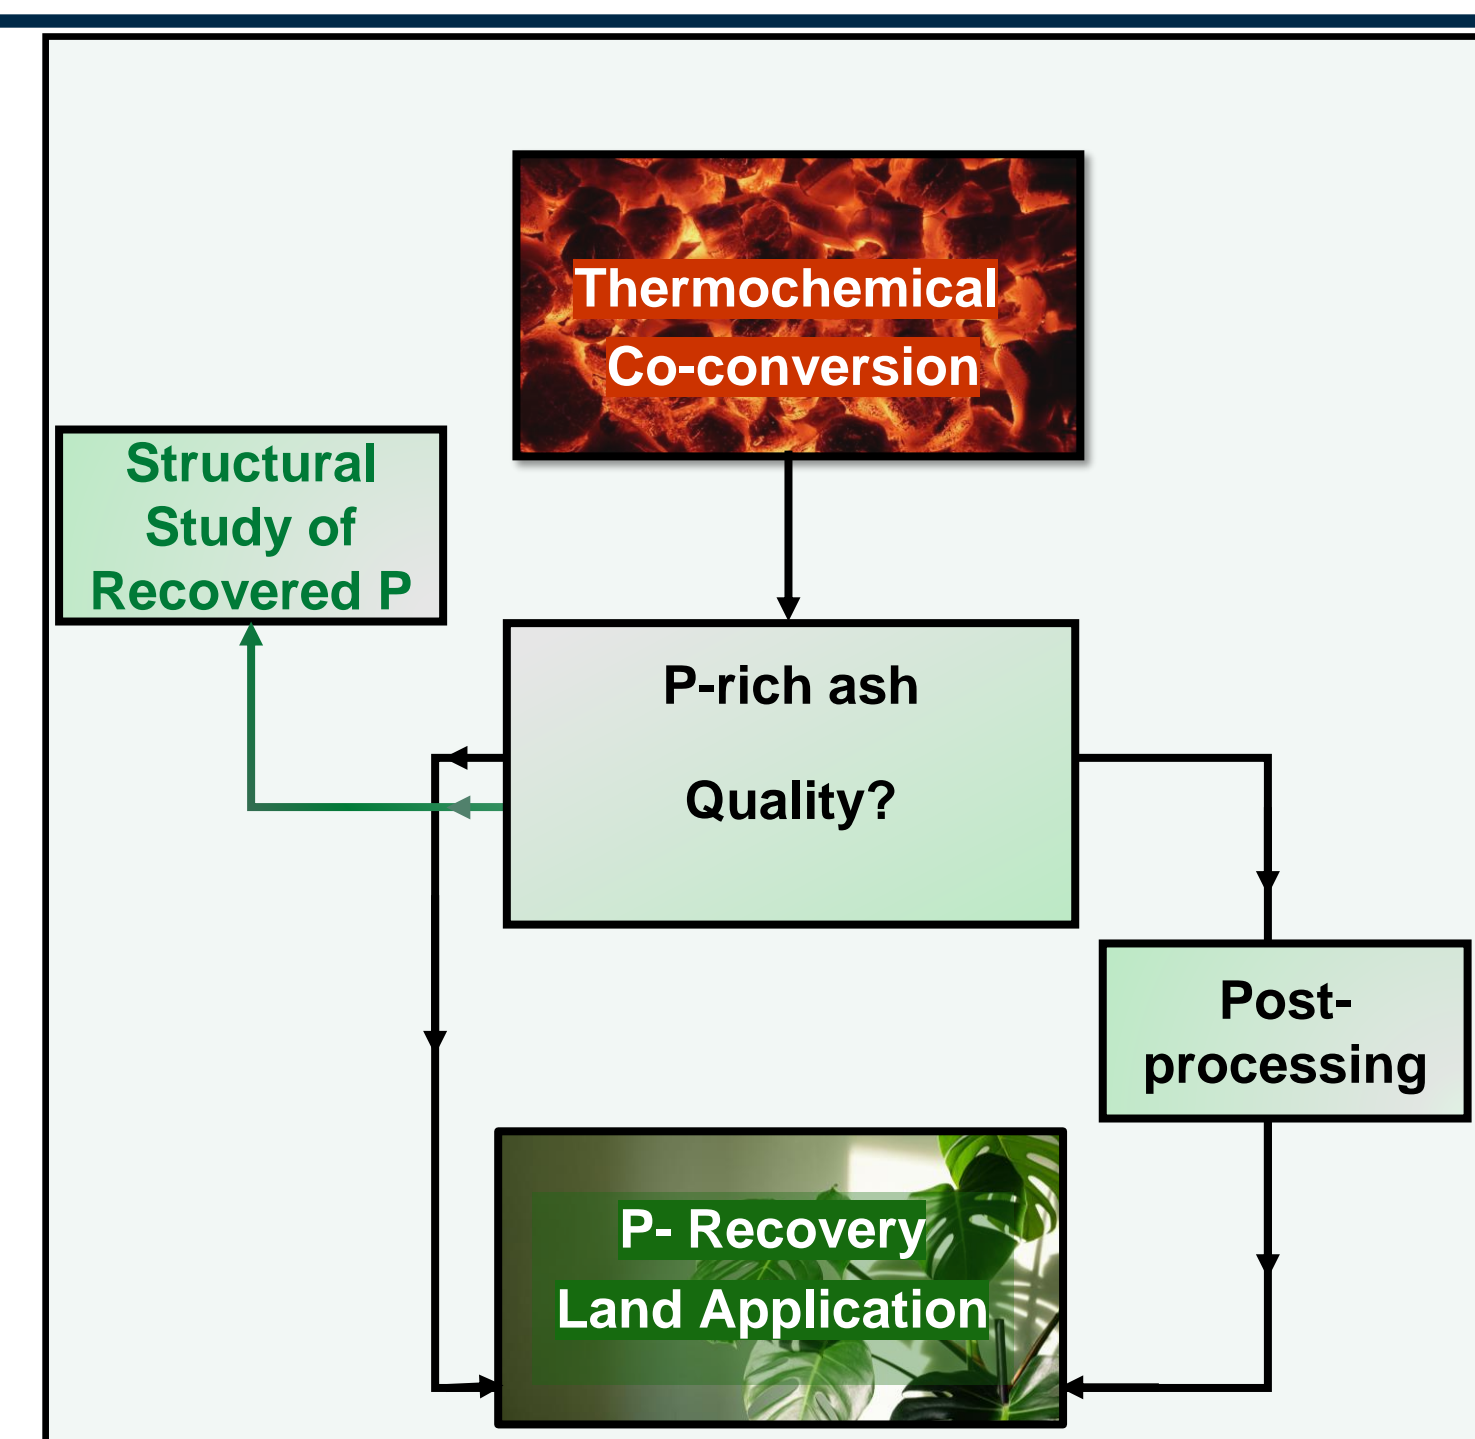 Thermochemical
Co-conversion
Structural
Study of
Recovered P
P-rich ash
Quality?
Post-
processing
P- Recovery
Land Application